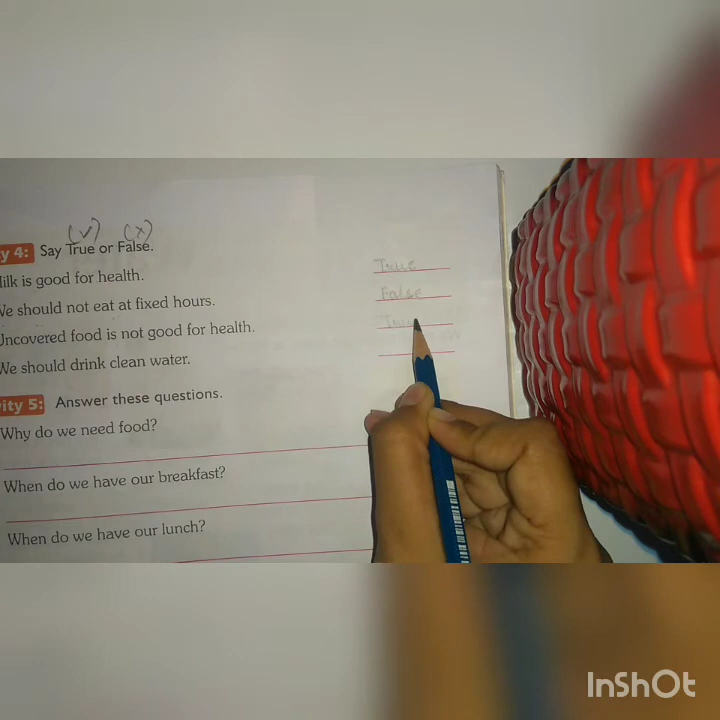 (✓) (×)
y 4: Say True or False.
ilk is good for health. True
We should not eat at fixed hours. False
Uncovered food is not good for health. Tru
We should drink clean water.
ity 5: Answer these questions.
Why do we need food?
When do we have our breakfast?
When do we have our lunch?
InShOt